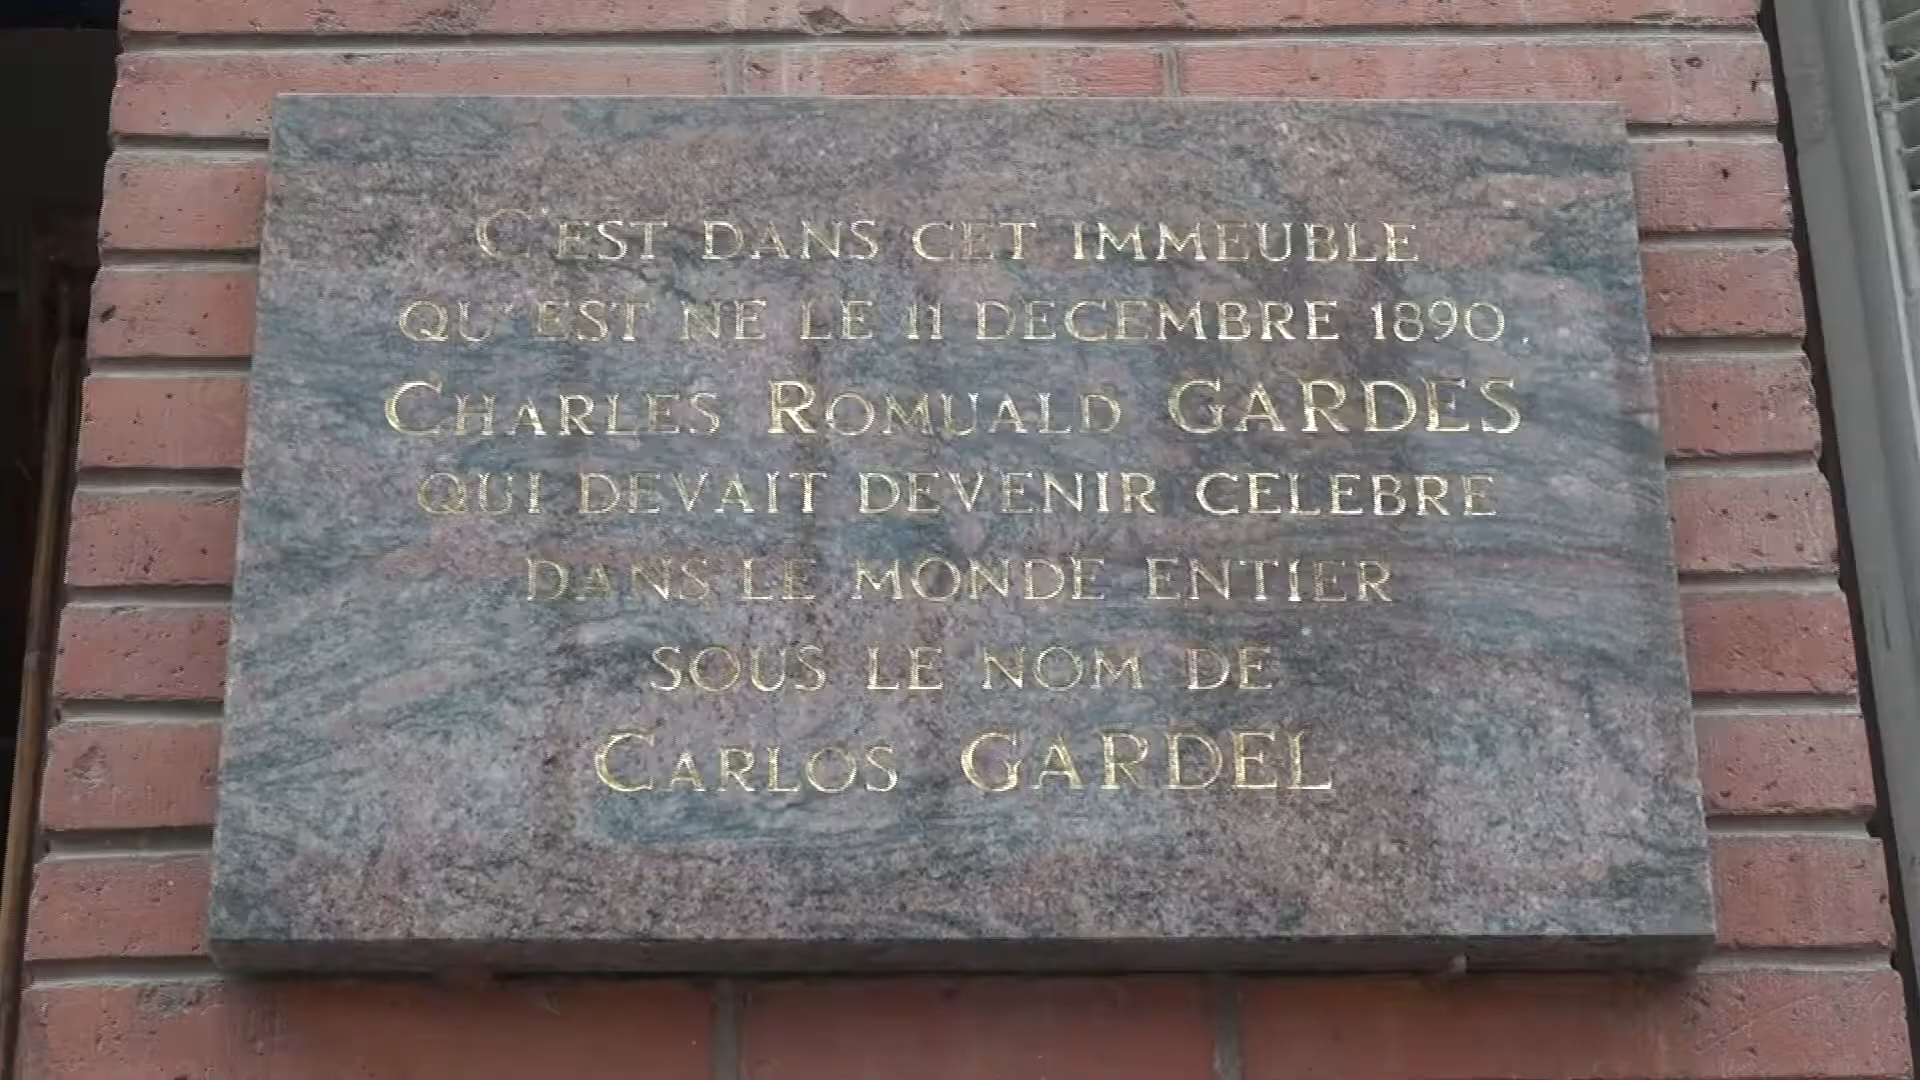 C'EST DANS CET IMMEUBLE
QU'EST NE LE 11 DECEMBRE 1890,
CHARLES ROMUALD GARDES
QUI DEVAIT DEVENIR CELEBRE
DANS LE MONDE ENTIER
SOUS LE NOM DE
CARLOS GARDEL